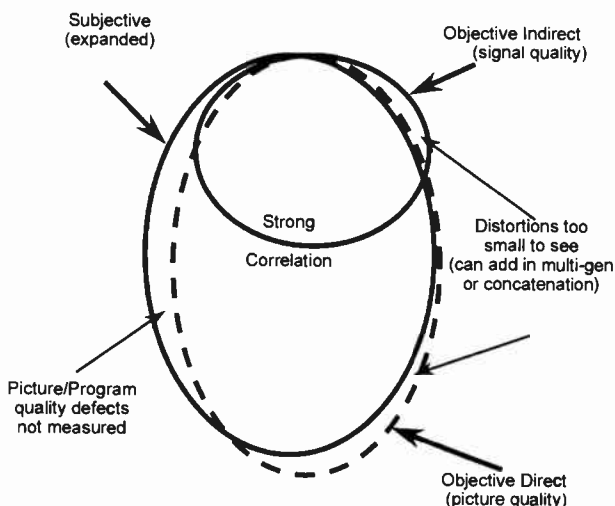 Subjective
(expanded)
Objective Indirect
(signal quality)
Strong
Correlation
Distortions too
small to see
(can add in multi-gen
or concatenation)
Picture/Program
quality defects
not measured
Objective Direct
(picture quality)